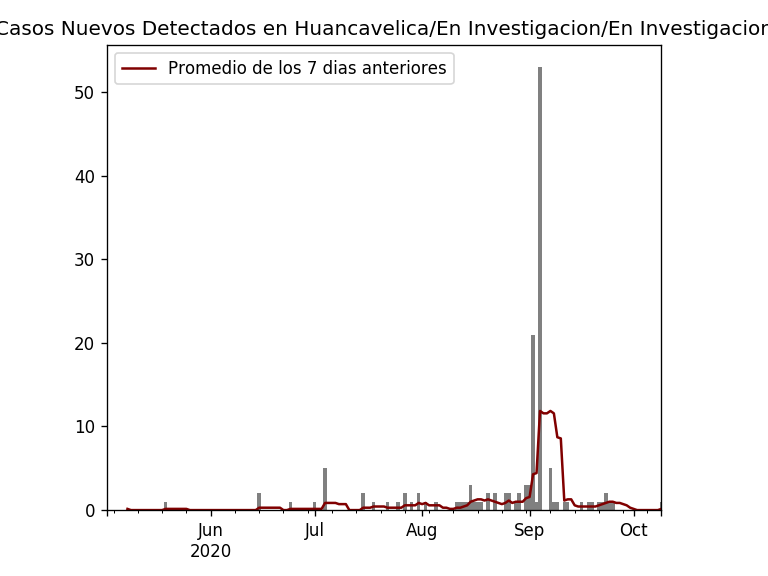 Casos Nuevos Detectados en Huancavelica/En Investigacion/En Investigacion
Promedio de los 7 dias anteriores
50
40
30
20
10
0
Jun Jul Aug Sep Oct
2020